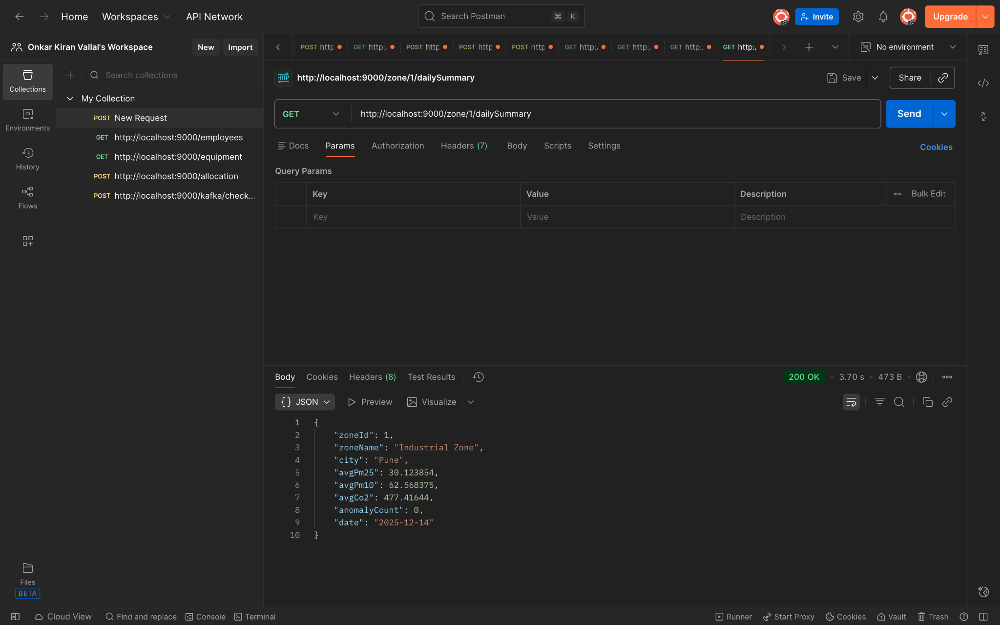 Home Workspaces API Network Search Postman ⌘ K Invite Upgrade
Onkar Kiran Vallal's Workspace New Import
POST http GET http:, POST http POST http POST http GET http:, GET http:, GET http:, GET http:, No environment
Collections
Environments
History
Flows
Files
BETA
Search collections
My Collection
POST New Request
GET http://localhost:9000/employees
GET http://localhost:9000/equipment
POST http://localhost:9000/allocation
POST http://localhost:9000/kafka/check...
HTTP http://localhost:9000/zone/1/dailySummary Save Share
GET http://localhost:9000/zone/1/dailySummary Send
Docs Params Authorization Headers (7) Body Scripts Settings Cookies
Query Params
Key Value Description Bulk Edit
Key Value Description
Body Cookies Headers (8) Test Results 200 OK • 3.70 s • 473 B •
{} JSON Preview Visualize
1 {
2 "zoneId": 1,
3 "zoneName": "Industrial Zone",
4 "city": "Pune",
5 "avgPm25": 30.123854,
6 "avgPm10": 62.568375,
7 "avgCo2": 477.41644,
8 "anomalyCount": 0,
9 "date": "2025-12-14"
10 }
Cloud View Find and replace Console Terminal Runner Start Proxy Cookies Vault Trash